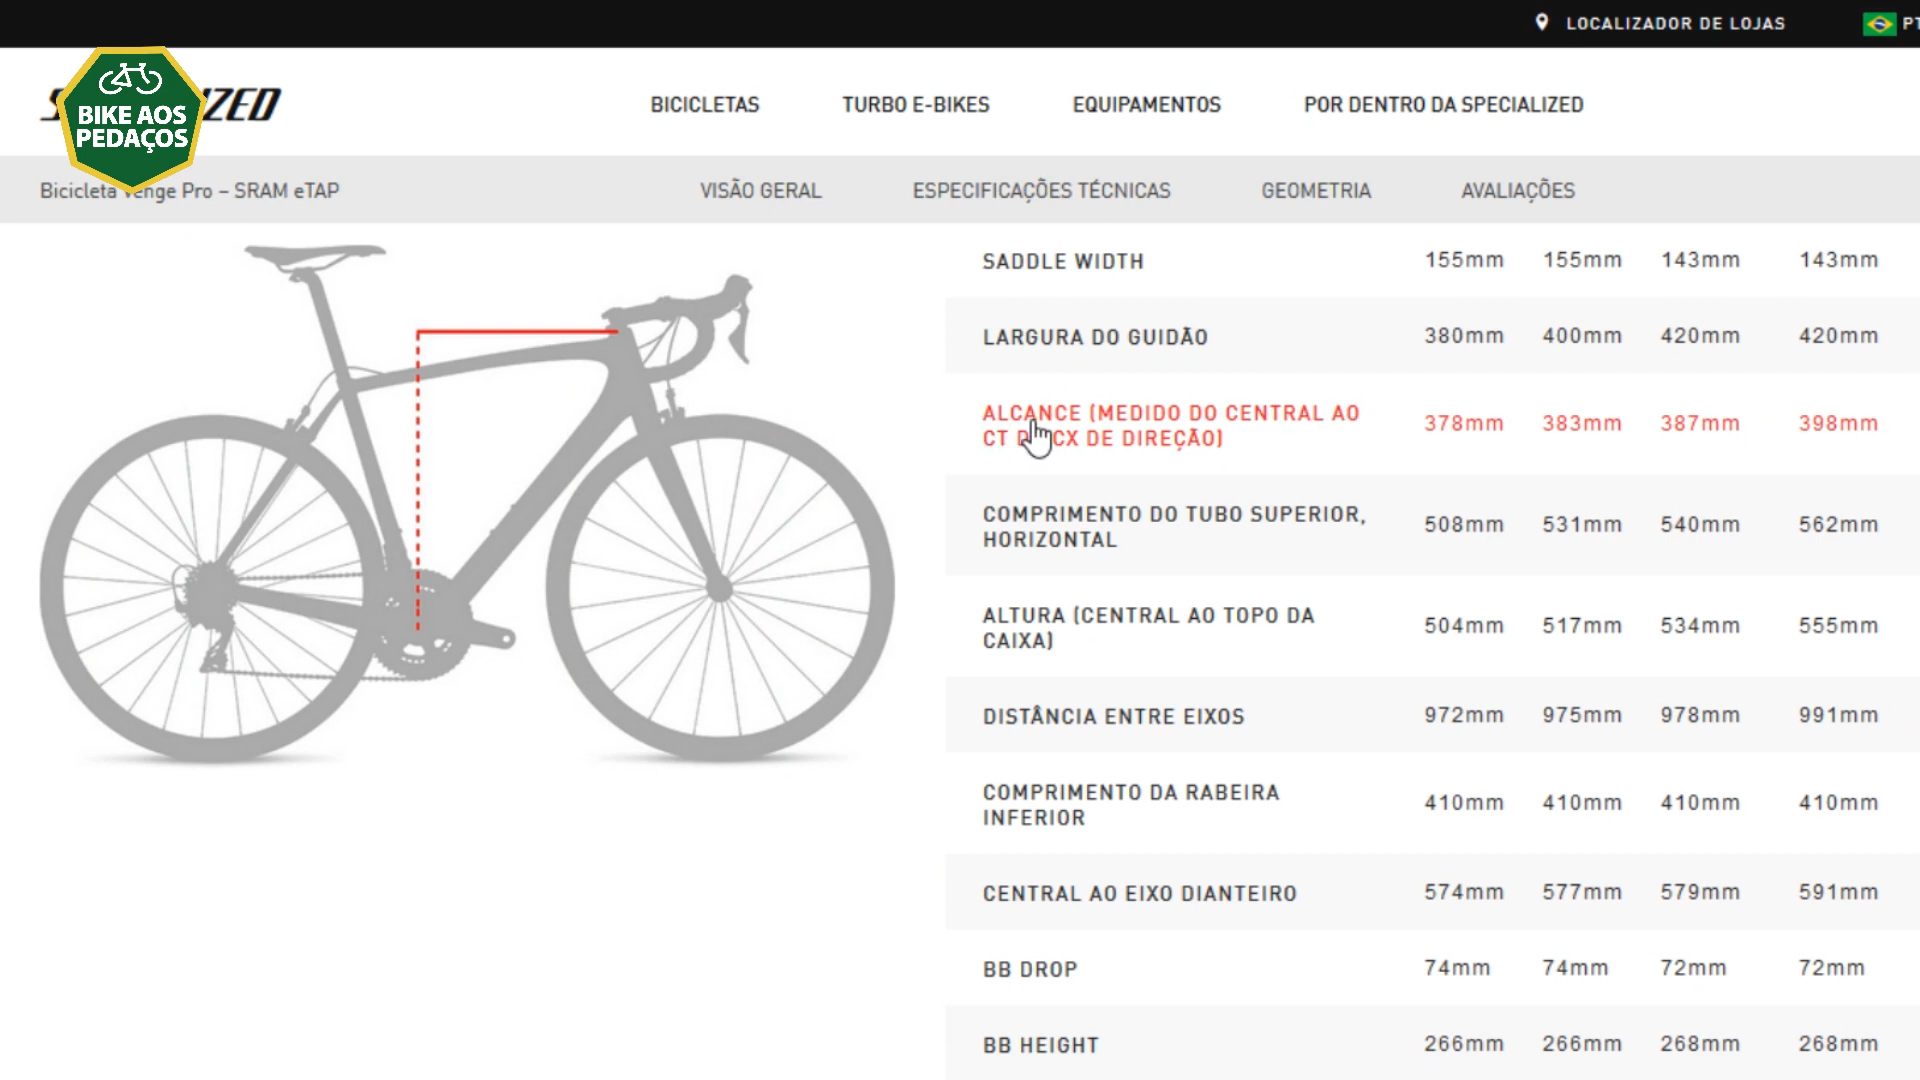 LOCALIZADOR DE LOJAS
BIKE AOS
PEDAÇOS
IZED
BICICLETAS TURBO E-BIKES EQUIPAMENTOS POR DENTRO DA SPECIALIZED
Bicicleta Venge Pro – SRAM eTAP VISÃO GERAL ESPECIFICAÇÕES TÉCNICAS GEOMETRIA AVALIAÇÕES
SADDLE WIDTH 155mm 155mm 143mm 143mm
LARGURA DO GUIDÃO 380mm 400mm 420mm 420mm
ALCANCE (MEDIDO DO CENTRAL AO
CT CX DE DIREÇÃO) 378mm 383mm 387mm 398mm
COMPRIMENTO DO TUBO SUPERIOR,
HORIZONTAL 508mm 531mm 540mm 562mm
ALTURA (CENTRAL AO TOPO DA
CAIXA) 504mm 517mm 534mm 555mm
DISTÂNCIA ENTRE EIXOS 972mm 975mm 978mm 991mm
COMPRIMENTO DA RABEIRA
INFERIOR 410mm 410mm 410mm 410mm
CENTRAL AO EIXO DIANTEIRO 574mm 577mm 579mm 591mm
BB DROP 74mm 74mm 72mm 72mm
BB HEIGHT 266mm 266mm 268mm 268mm